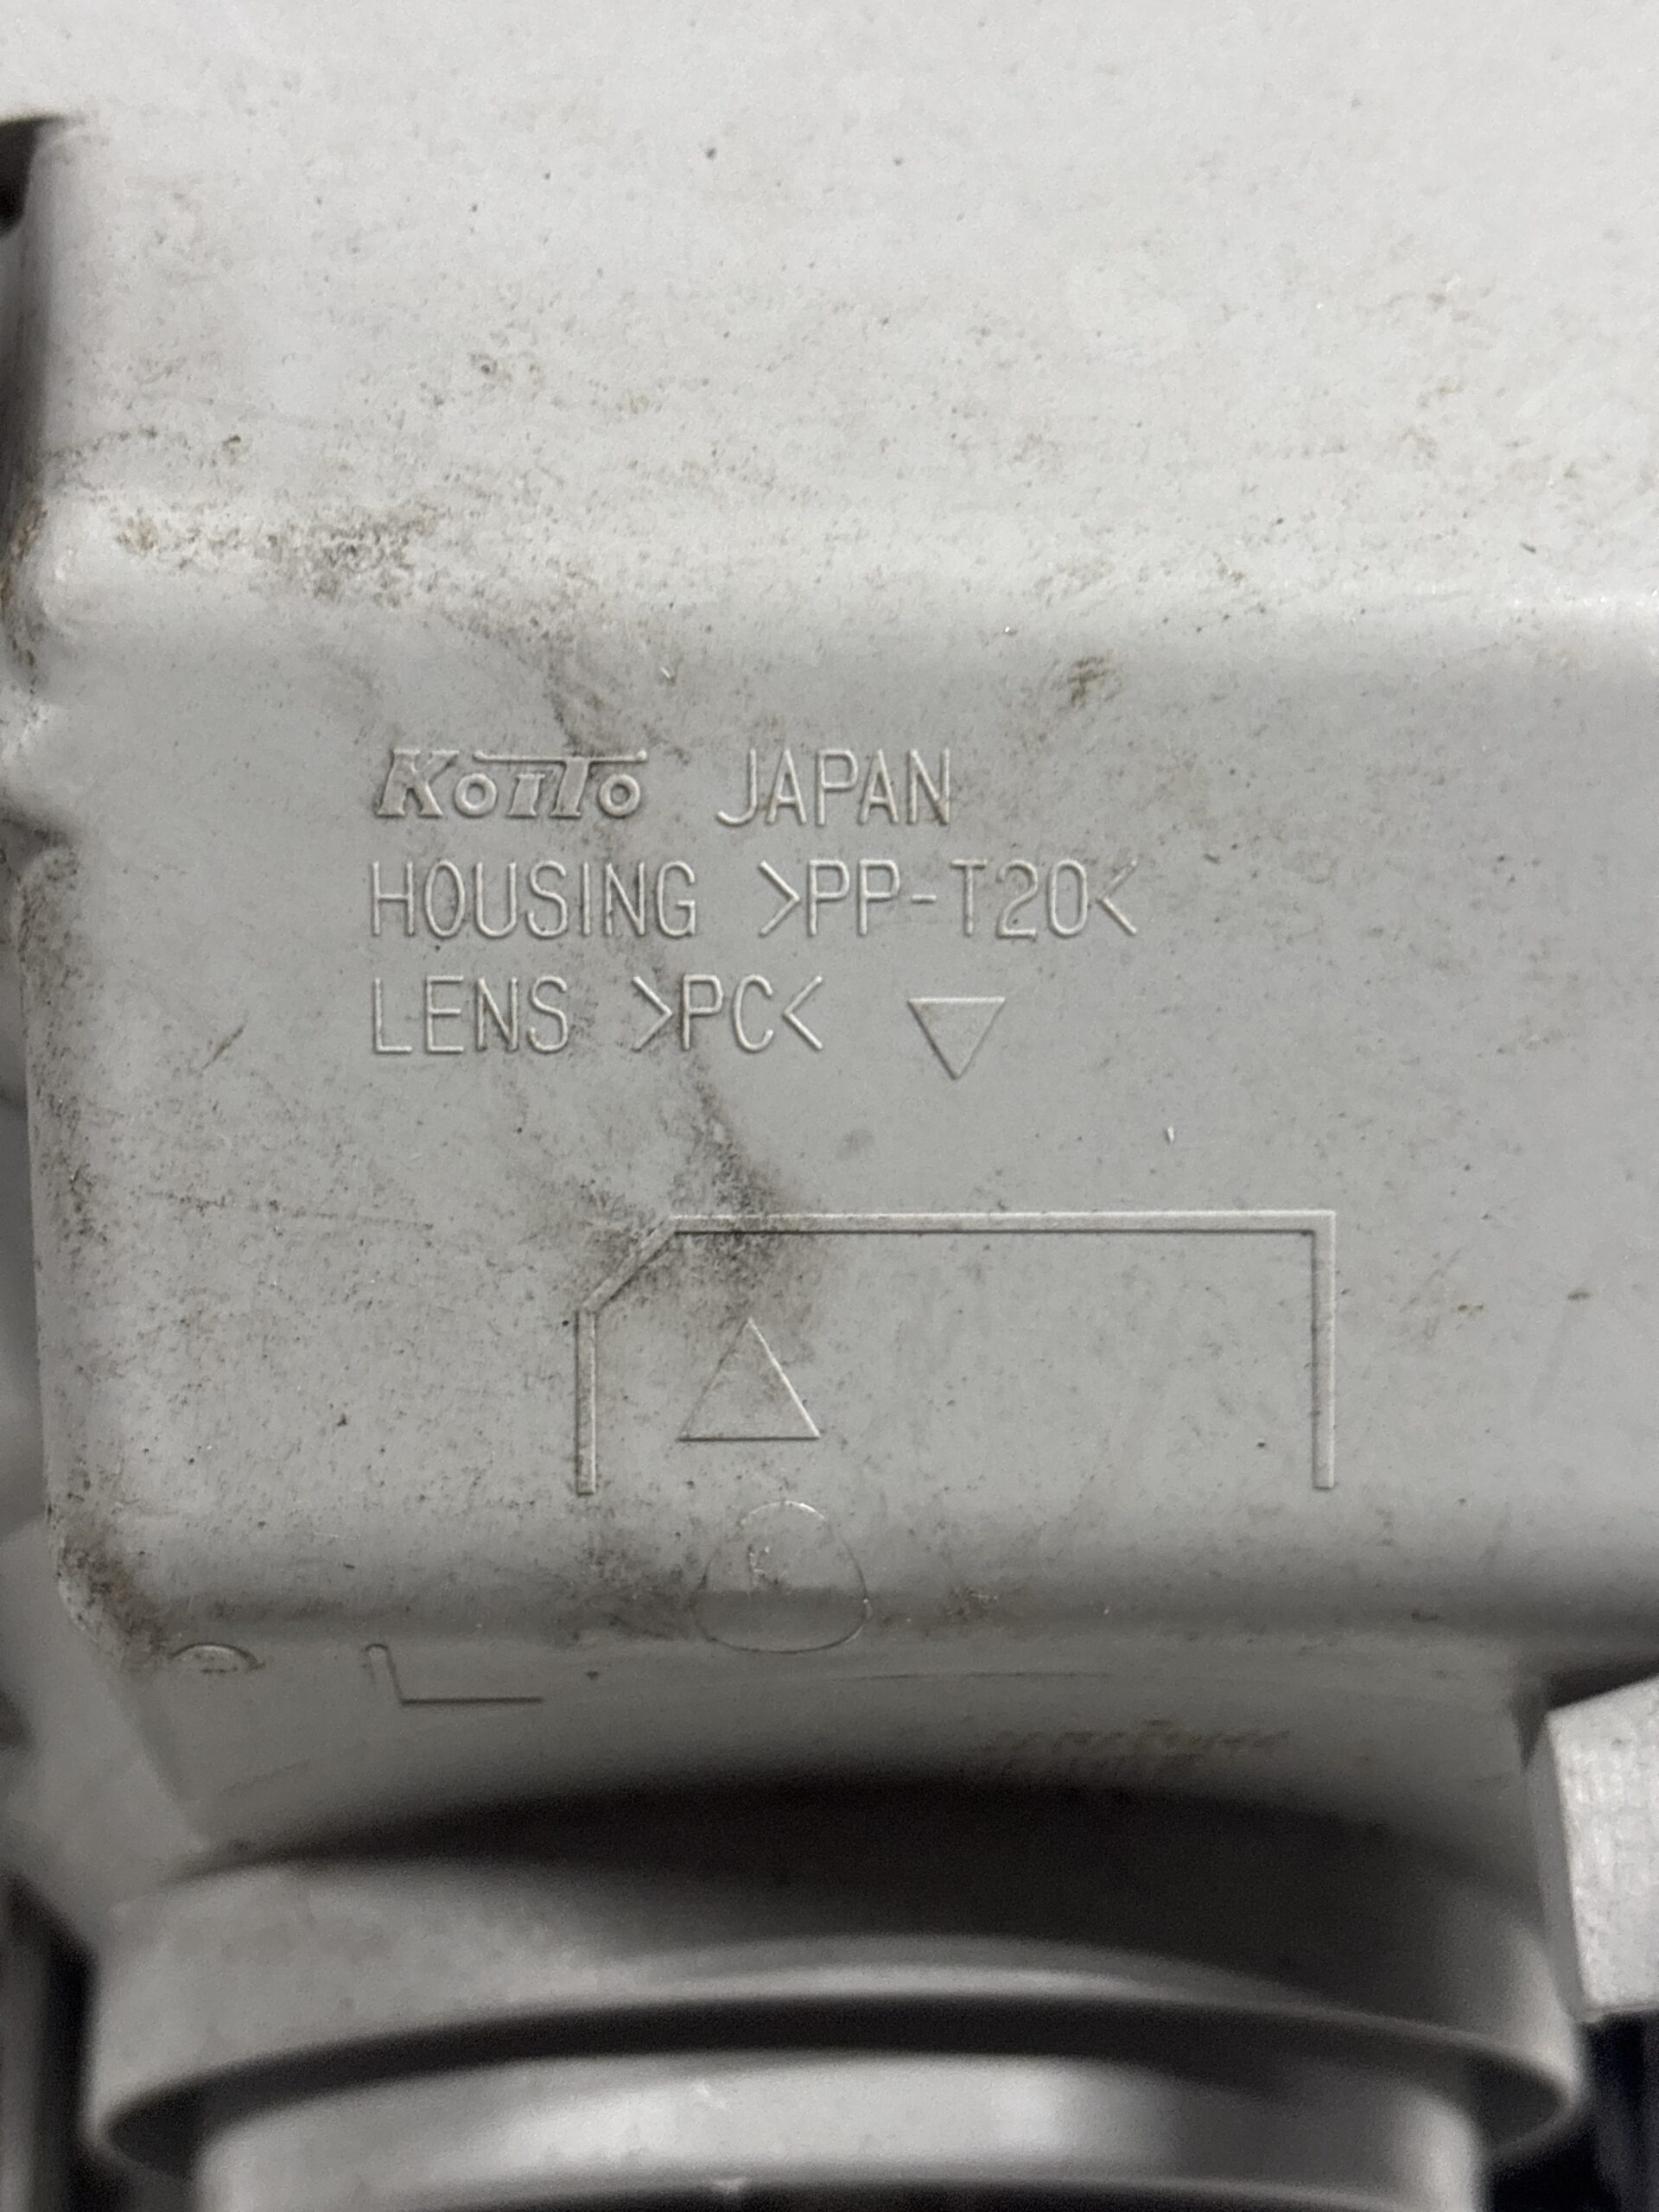 KOITO JAPAN
HOUSING >PP-T20<
LENS >PC<